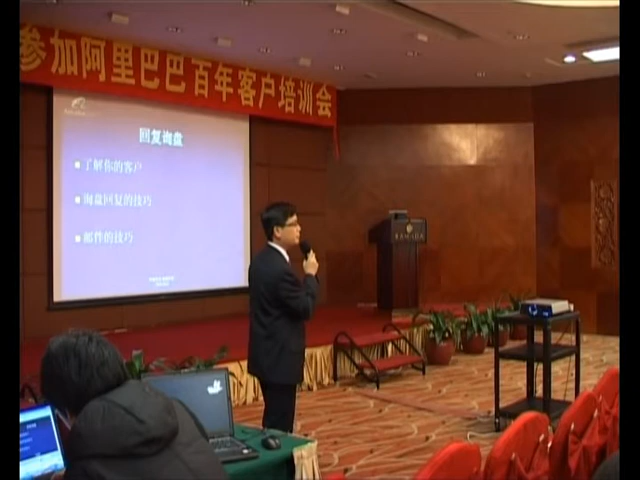 参加阿里巴巴百年客户培训会
回复询盘
了解你的客户
询盘回复的技巧
邮件的技巧